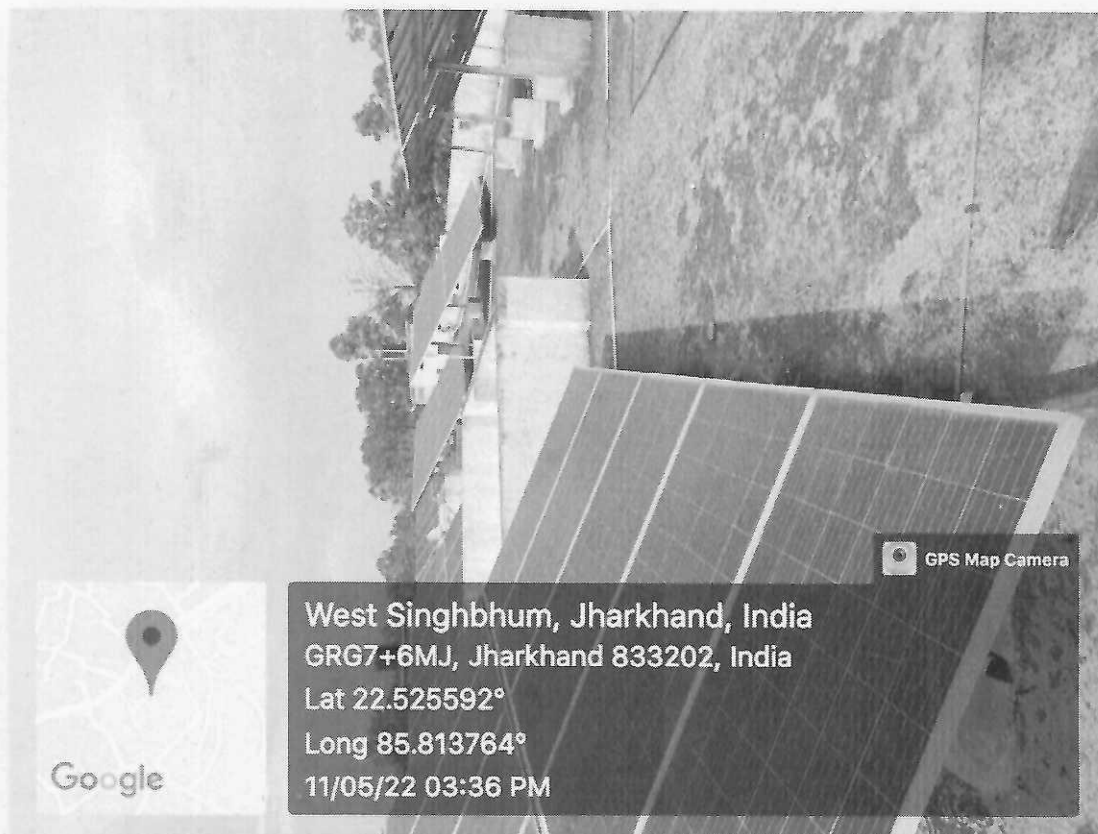 GPS Map Camera
West Singhbhum, Jharkhand, India
GRG7+6MJ, Jharkhand 833202, India
Lat 22.525592°
Long 85.813764°
11/05/22 03:36 PM
Google